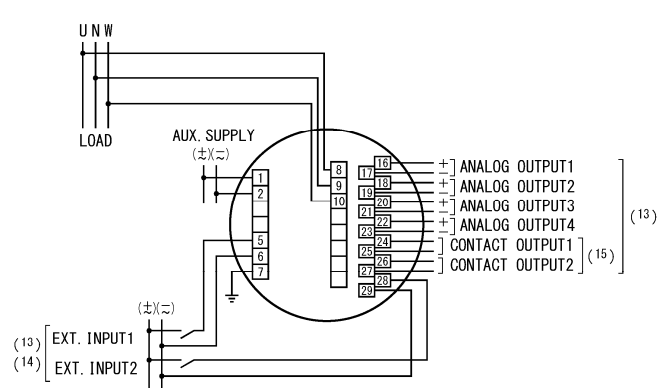 U N W
LOAD
AUX. SUPPLY
(±)(∓)
1
2
5
6
7
8
9
10
16
17
18
19
20
21
22
23
24
25
26
27
28
29
+
− ANALOG OUTPUT1
+
− ANALOG OUTPUT2
+
− ANALOG OUTPUT3
+
− ANALOG OUTPUT4
CONTACT OUTPUT1
CONTACT OUTPUT2
(15)
(13)
(±)(∓)
(13)
(14)
EXT. INPUT1
EXT. INPUT2